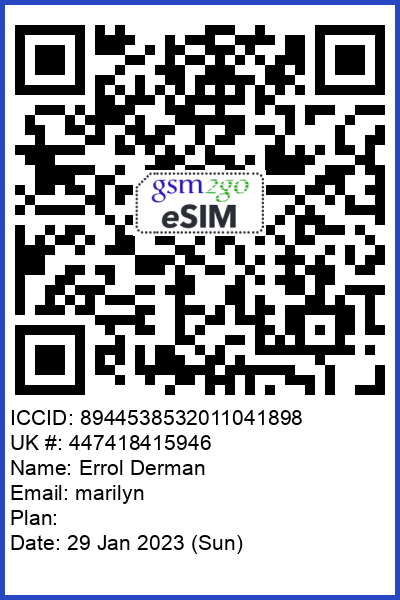 gsm2go
eSIM
ICCID: 8944538532011041898
UK #: 447418415946
Name: Errol Derman
Email: marilyn
Plan:
Date: 29 Jan 2023 (Sun)